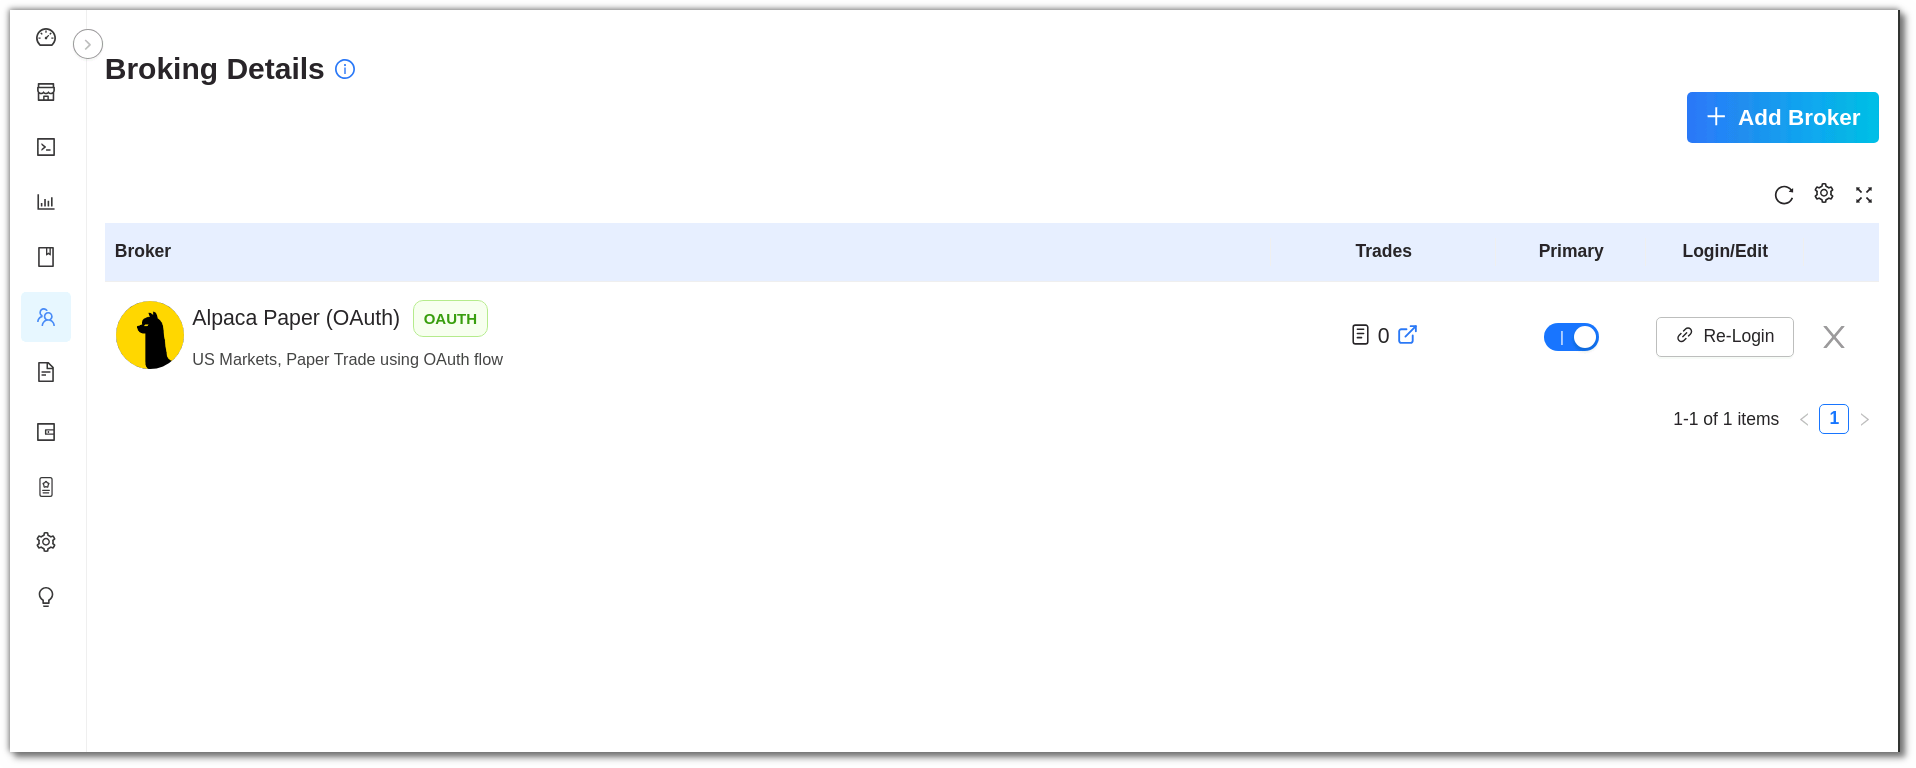 Broking Details
Add Broker
Broker Trades Primary Login/Edit
Alpaca Paper (OAuth) OAUTH
US Markets, Paper Trade using OAuth flow
0
Re-Login
1-1 of 1 items 1